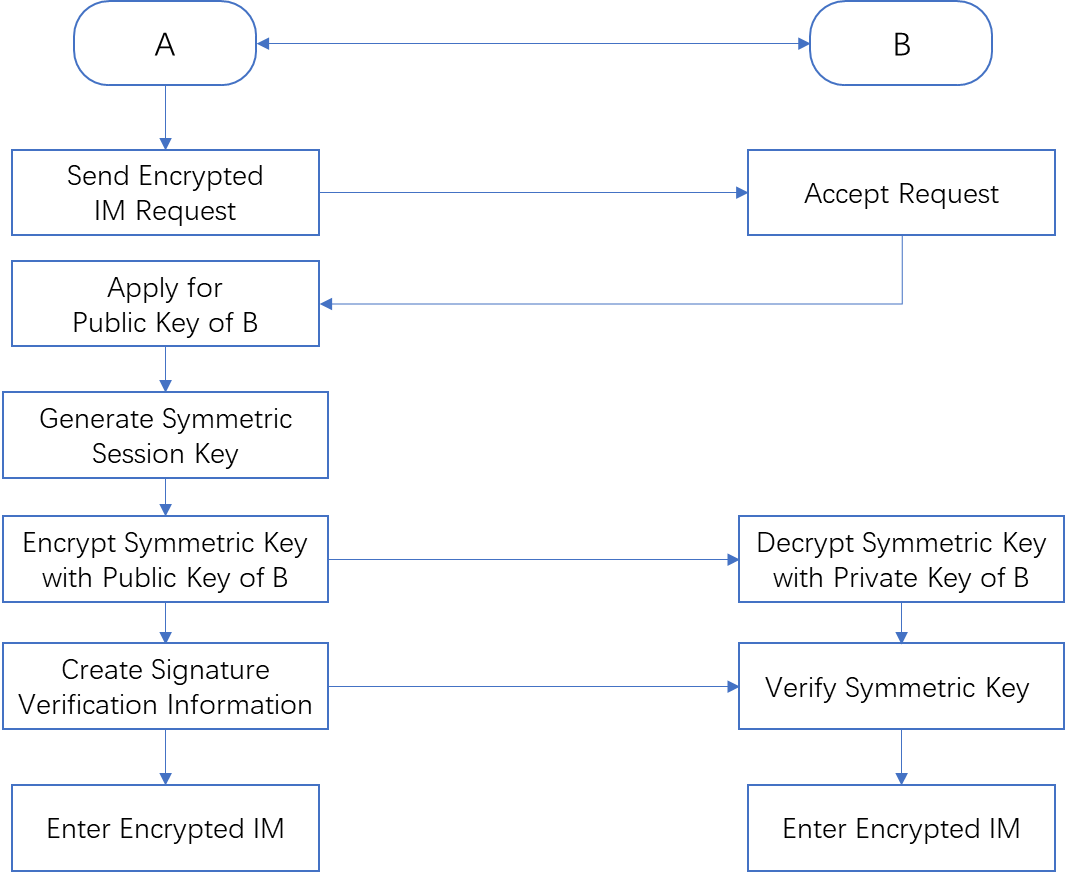 A
B
Send Encrypted
IM Request
Accept Request
Apply for
Public Key of B
Generate Symmetric
Session Key
Encrypt Symmetric Key
with Public Key of B
Decrypt Symmetric Key
with Private Key of B
Create Signature
Verification Information
Verify Symmetric Key
Enter Encrypted IM
Enter Encrypted IM